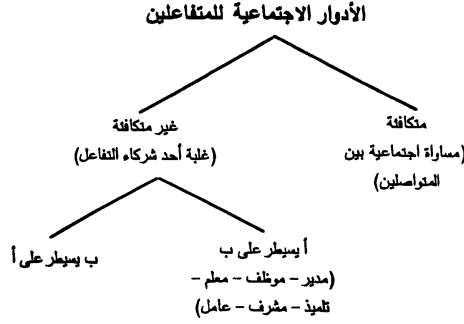 الأدوار الاجتماعية للمتفاعلين
متكافئة
(مساواة اجتماعية بين
المتواصلين)
غير متكافئة
(غلبة أحد شركاء التفاعل)
أ يسيطر على ب
(مدير – موظف – معلم –
تلميذ – مشرف – عامل)
ب يسيطر على أ